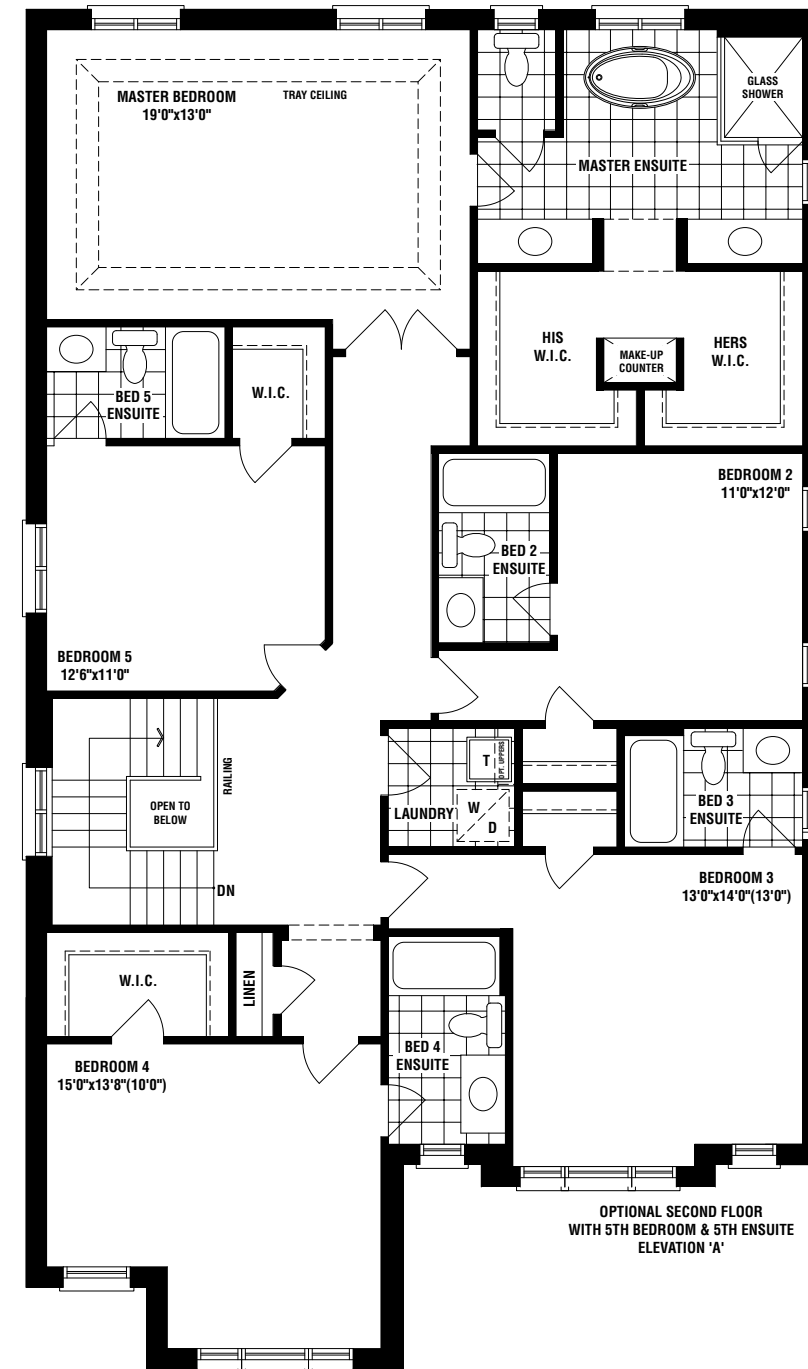 MASTER BEDROOM
19'0"x13'0"
TRAY CEILING
GLASS
SHOWER
MASTER ENSUITE
HIS
W.I.C.
MAKE-UP
COUNTER
HERS
W.I.C.
BED 5
ENSUITE
W.I.C.
BEDROOM 2
11'0"x12'0"
BED 2
ENSUITE
BEDROOM 5
12'6"x11'0"
RAILING
OPEN TO
BELOW
DN
T
OPT. UPPERS
LAUNDRY
W
D
BED 3
ENSUITE
BEDROOM 3
13'0"x14'0"(13'0")
W.I.C.
LINEN
BED 4
ENSUITE
BEDROOM 4
15'0"x13'8"(10'0")
OPTIONAL SECOND FLOOR
WITH 5TH BEDROOM & 5TH ENSUITE
ELEVATION 'A'